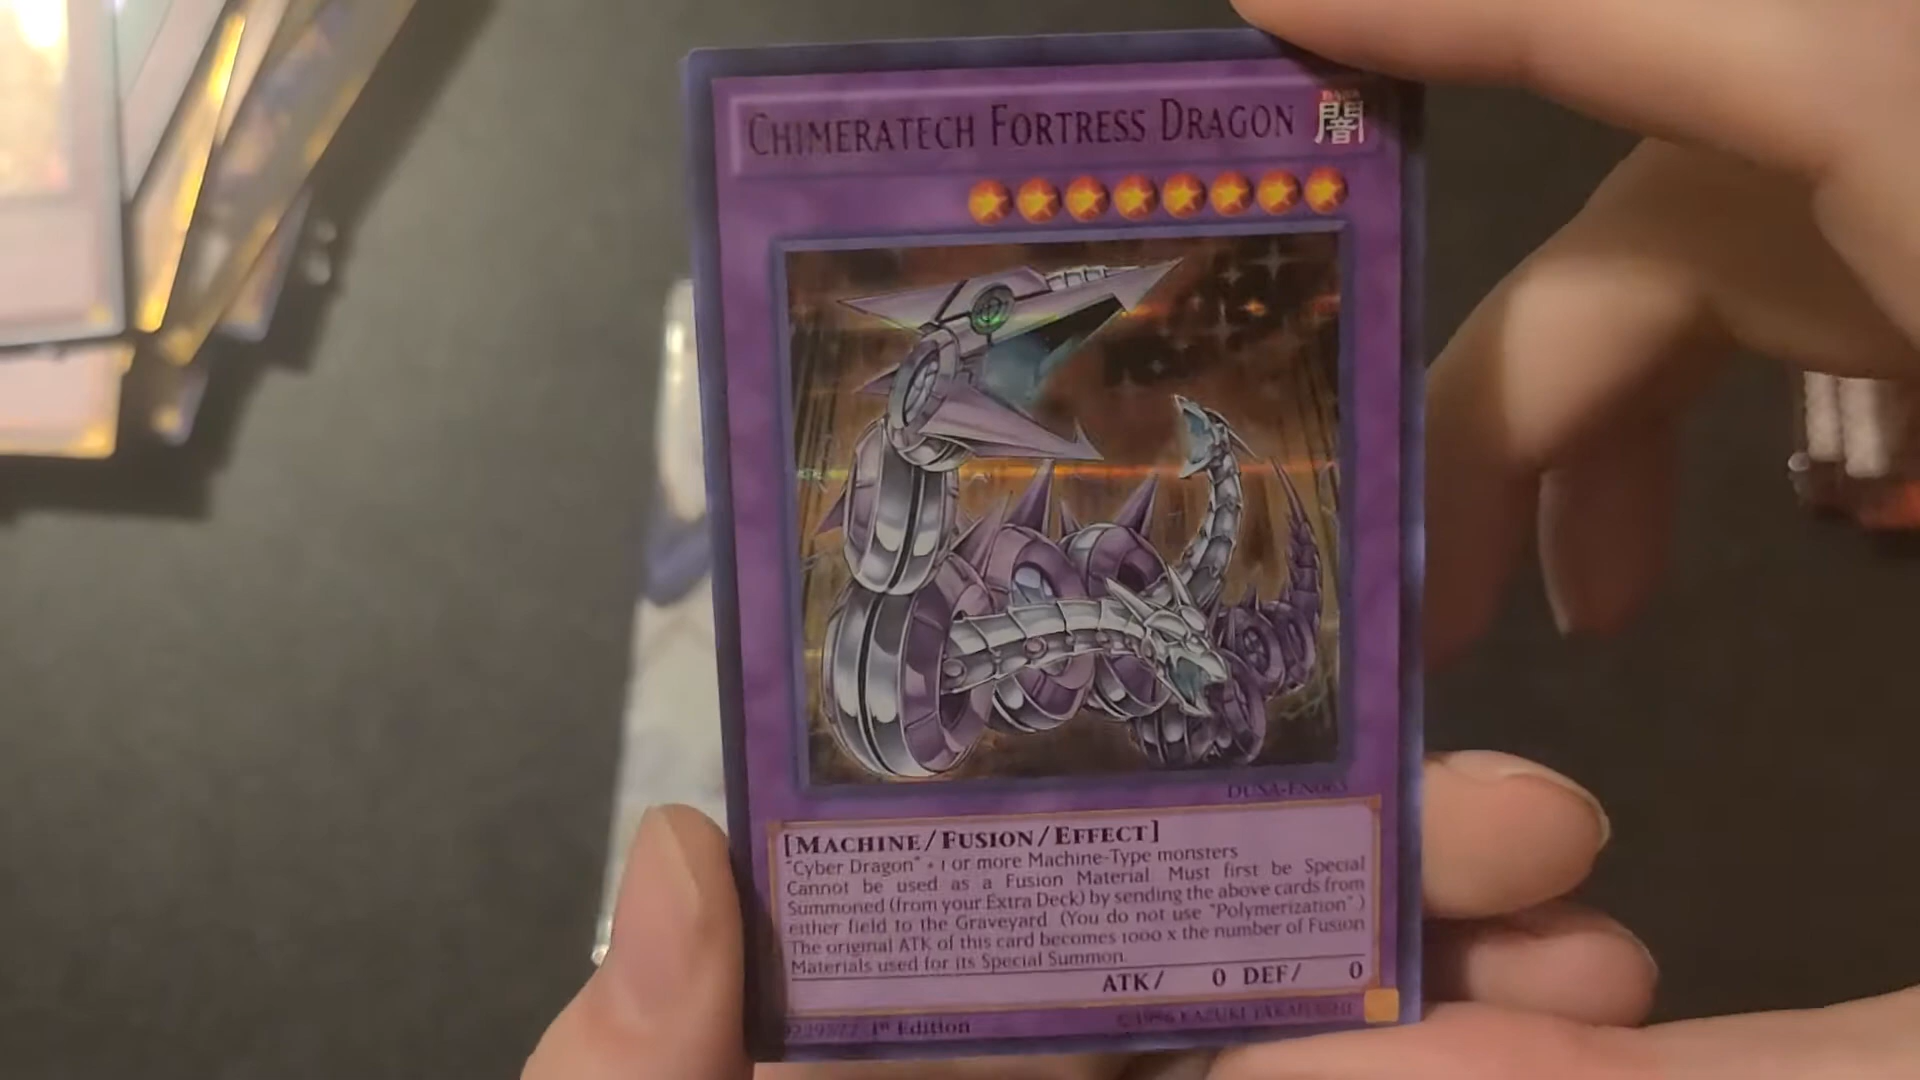 CHIMERATECH FORTRESS DRAGON
DARK
闇
DUSA-EN063
[MACHINE/FUSION/EFFECT]
"Cyber Dragon" + 1 or more Machine-Type monsters
Cannot be used as a Fusion Material. Must first be Special
Summoned (from your Extra Deck) by sending the above cards from
either field to the Graveyard. (You do not use "Polymerization".)
The original ATK of this card becomes 1000 x the number of Fusion
Materials used for its Special Summon.
ATK/ 0 DEF/ 0
1st Edition
©1996 KAZUKI TAKAHASHI